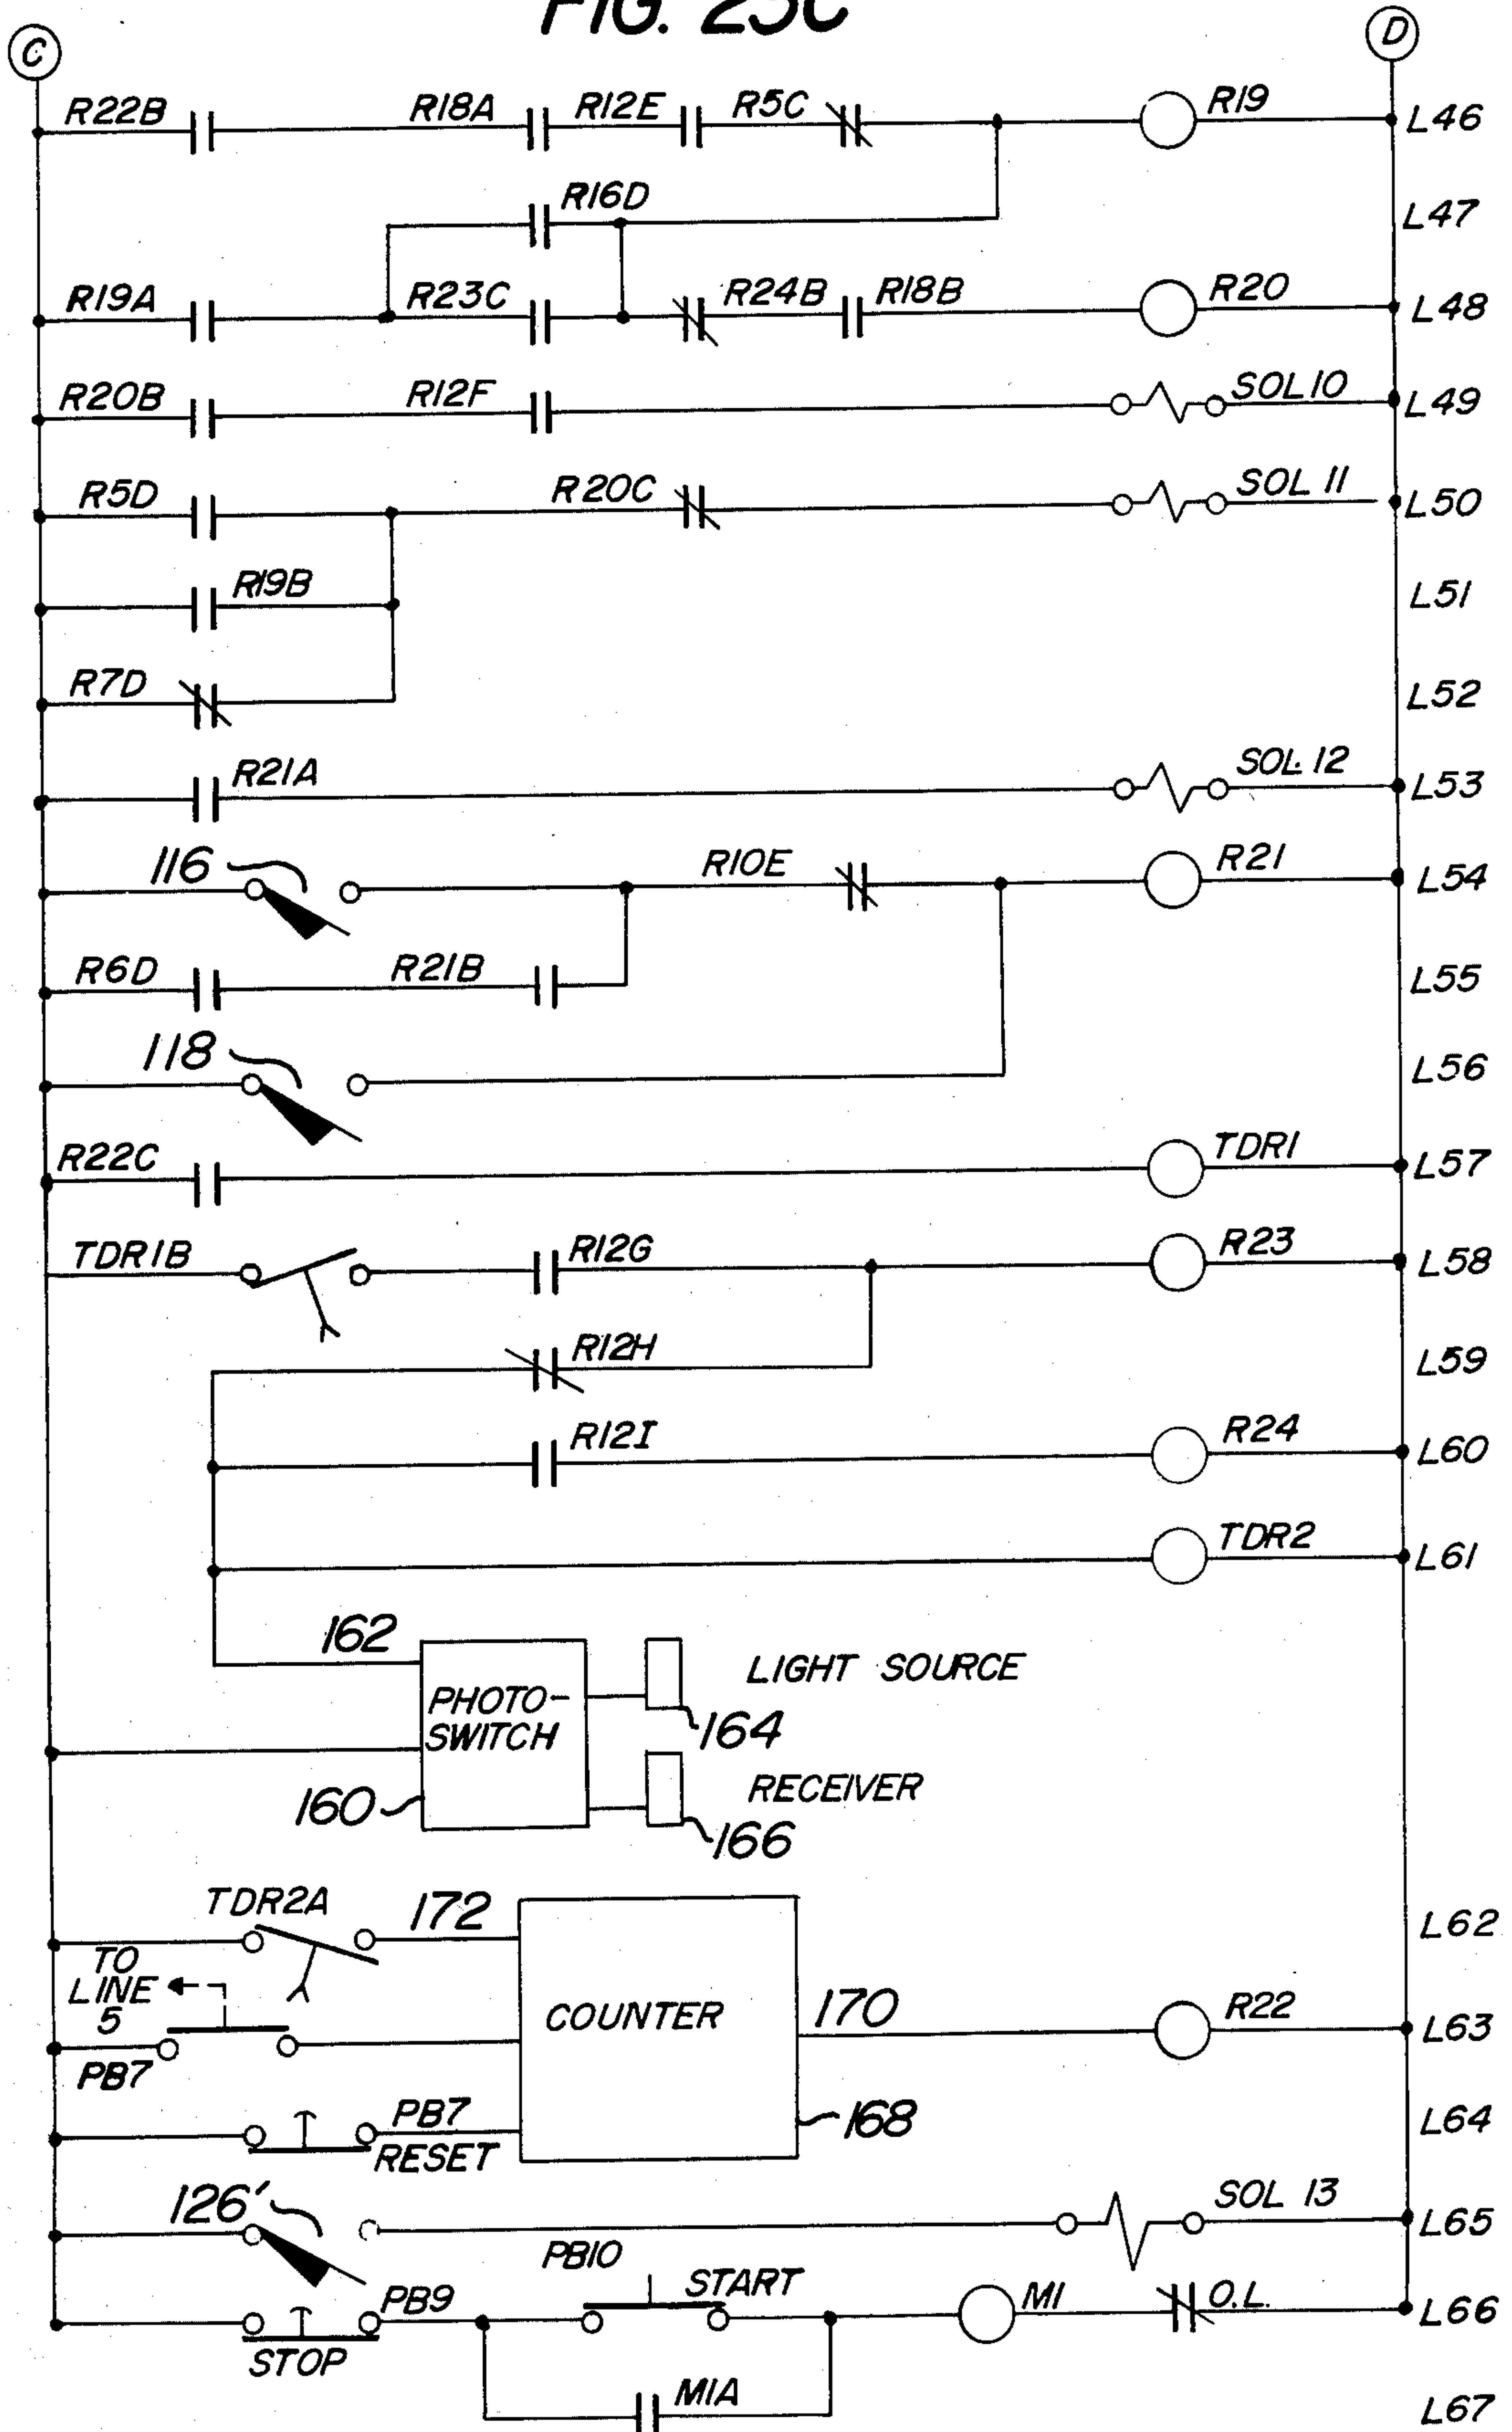 FIG. 25C
C D
R22B R18A R12E R5C R19 L46
R16D L47
R19A R23C R24B R18B R20 L48
R20B R12F SOL 10 L49
R5D R20C SOL 11 L50
R19B L51
R7D L52
R21A SOL. 12 L53
116 R10E R21 L54
R6D R21B L55
118 L56
R22C TDR1 L57
TDR1B R12G R23 L58
R12H L59
R12I R24 L60
TDR2 L61
162 LIGHT SOURCE
PHOTO-
SWITCH
164
160 RECEIVER
166
TDR2A 172 L62
TO
LINE
5
PB7
COUNTER 170 R22 L63
PB7
RESET
168 L64
126' SOL 13 L65
STOP PB9 PB10 START M1 O.L. L66
M1A L67